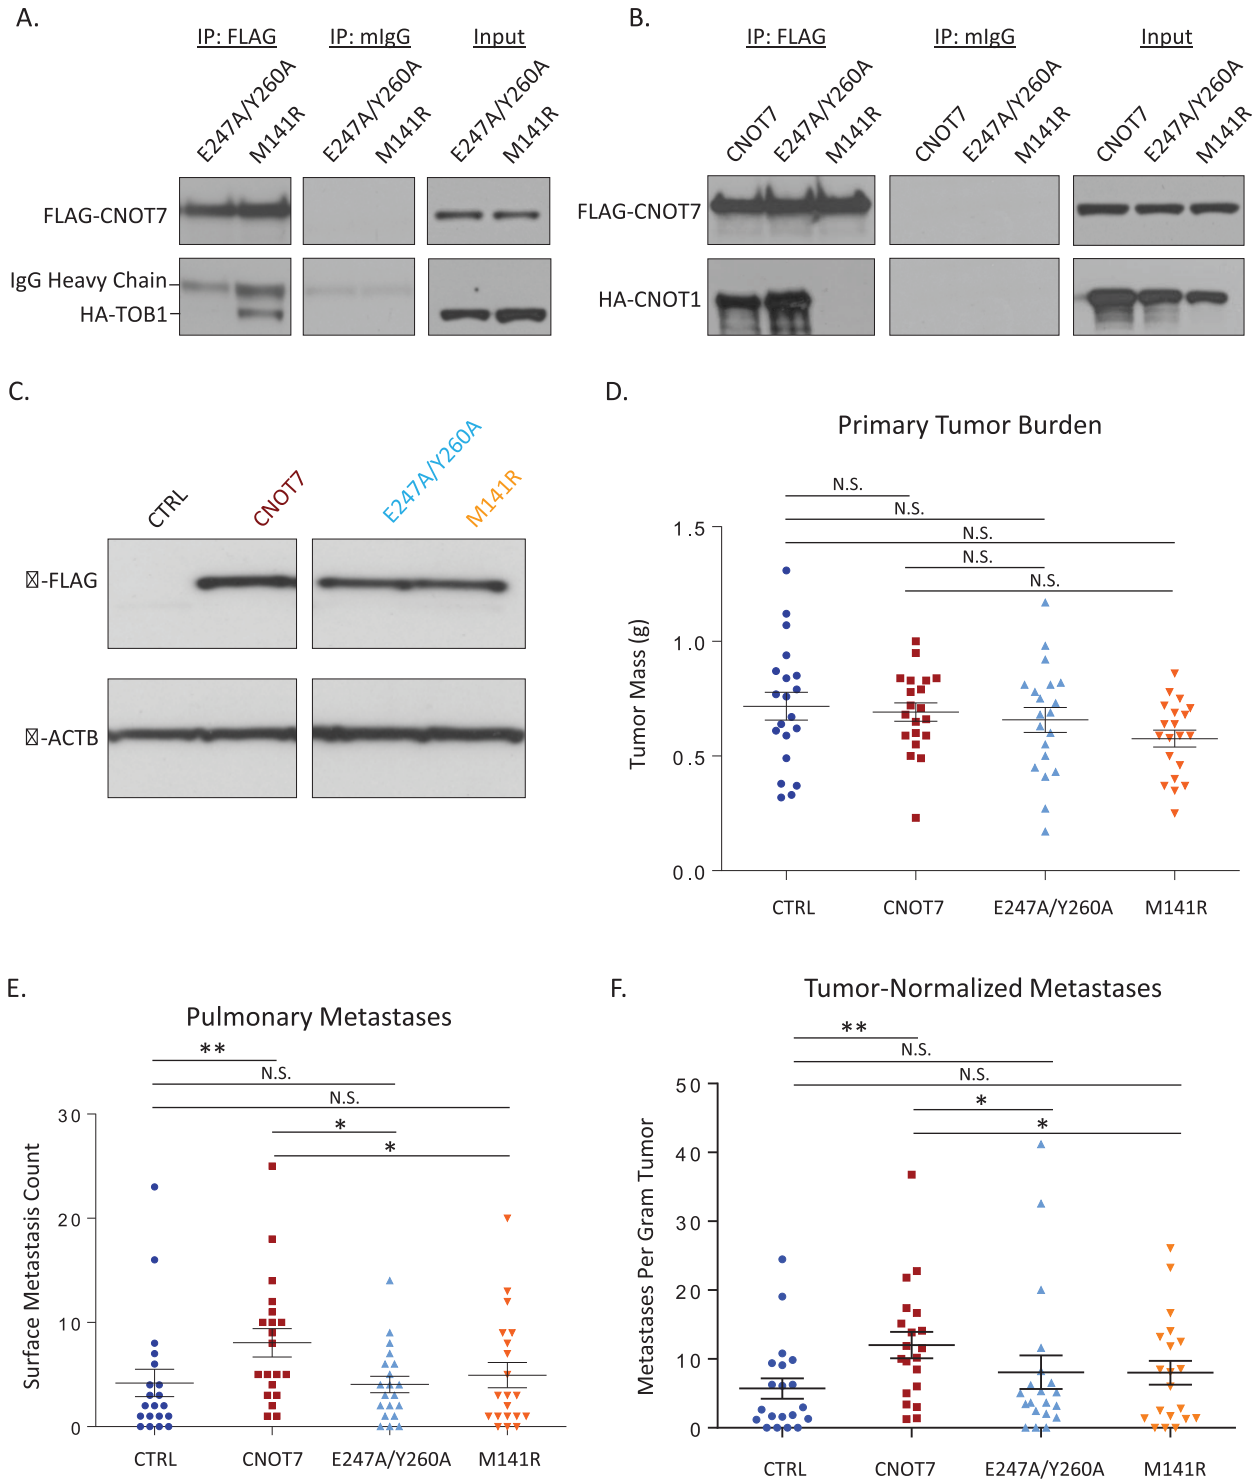 A.
IP: FLAG IP: mIgG Input
E247A/Y260A M141R E247A/Y260A M141R E247A/Y260A M141R
FLAG-CNOT7
IgG Heavy Chain
HA-TOB1
B.
IP: FLAG IP: mIgG Input
CNOT7 E247A/Y260A M141R CNOT7 E247A/Y260A M141R CNOT7 E247A/Y260A M141R
FLAG-CNOT7
HA-CNOT1
C.
CTRL CNOT7 E247A/Y260A M141R
-FLAG
-ACTB
D.
Primary Tumor Burden
N.S.
N.S.
N.S.
N.S.
N.S.
Tumor Mass (g)
1.5
1.0
0.5
0.0
CTRL CNOT7 E247A/Y260A M141R
E.
Pulmonary Metastases
**
N.S.
N.S.
*
*
Surface Metastasis Count
30
20
10
0
CTRL CNOT7 E247A/Y260A M141R
F.
Tumor-Normalized Metastases
**
N.S.
N.S.
*
*
Metastases Per Gram Tumor
50
40
30
20
10
0
CTRL CNOT7 E247A/Y260A M141R